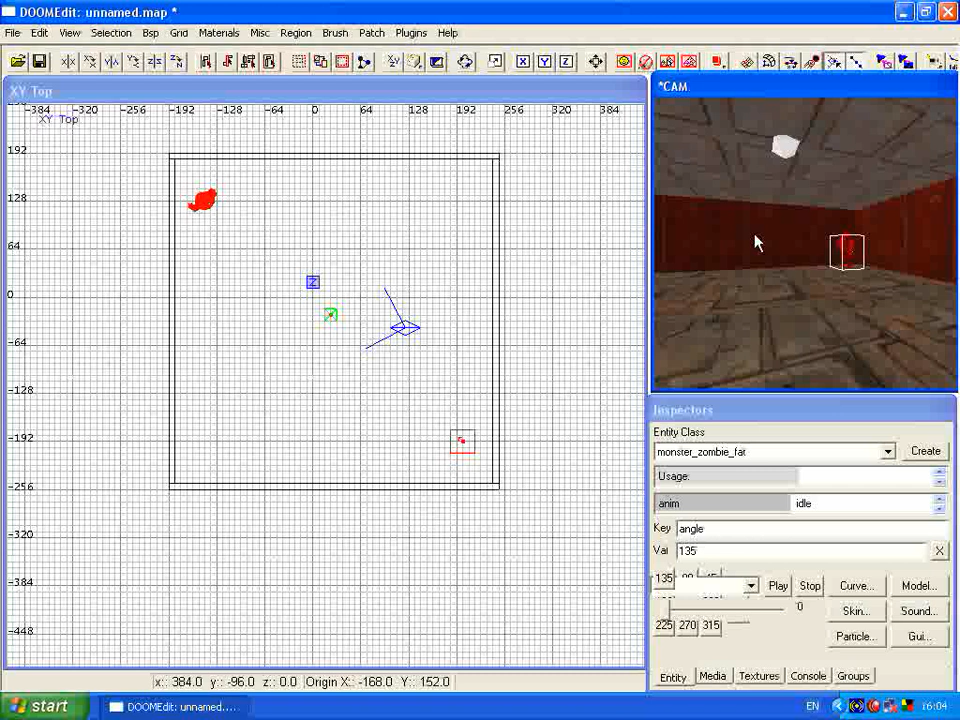 DOOMEdit: unnamed.map *
File Edit View Selection Bsp Grid Materials Misc Region Brush Patch Plugins Help
XY Top
*CAM
-384 -320 -256 -192 -128 0 64 128 192 256 320 384
XY Top
192
128
64
0
-64
-128
-192
-256
-320
-384
-448
Z
Inspectors
Entity Class
monster_zombie_fat Create
Usage:
anim idle
Key angle
Val 135 X
135
Play Stop Curve... Model...
0
Skin... Sound...
225 270 315
Particle... Gui...
Entity Media Textures Console Groups
x:: 384.0 y:: -96.0 z:: 0.0 Origin X:: -168.0 Y:: 152.0
start DOOMEdit: unnamed.... EN 16:04